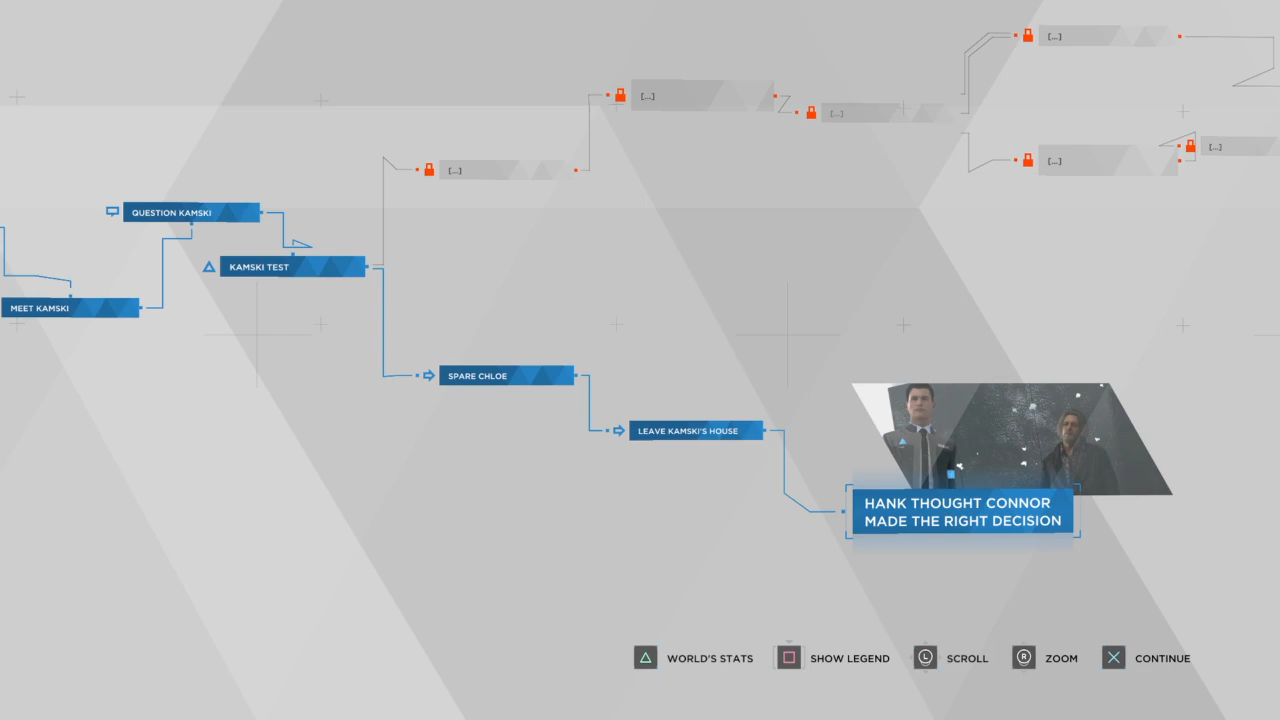 [...]
[...]
[...]
[...]
[...]
[...]
QUESTION KAMSKI
KAMSKI TEST
MEET KAMSKI
SPARE CHLOE
LEAVE KAMSKI'S HOUSE
HANK THOUGHT CONNOR
MADE THE RIGHT DECISION
WORLD'S STATS
SHOW LEGEND
L
SCROLL
R
ZOOM
CONTINUE